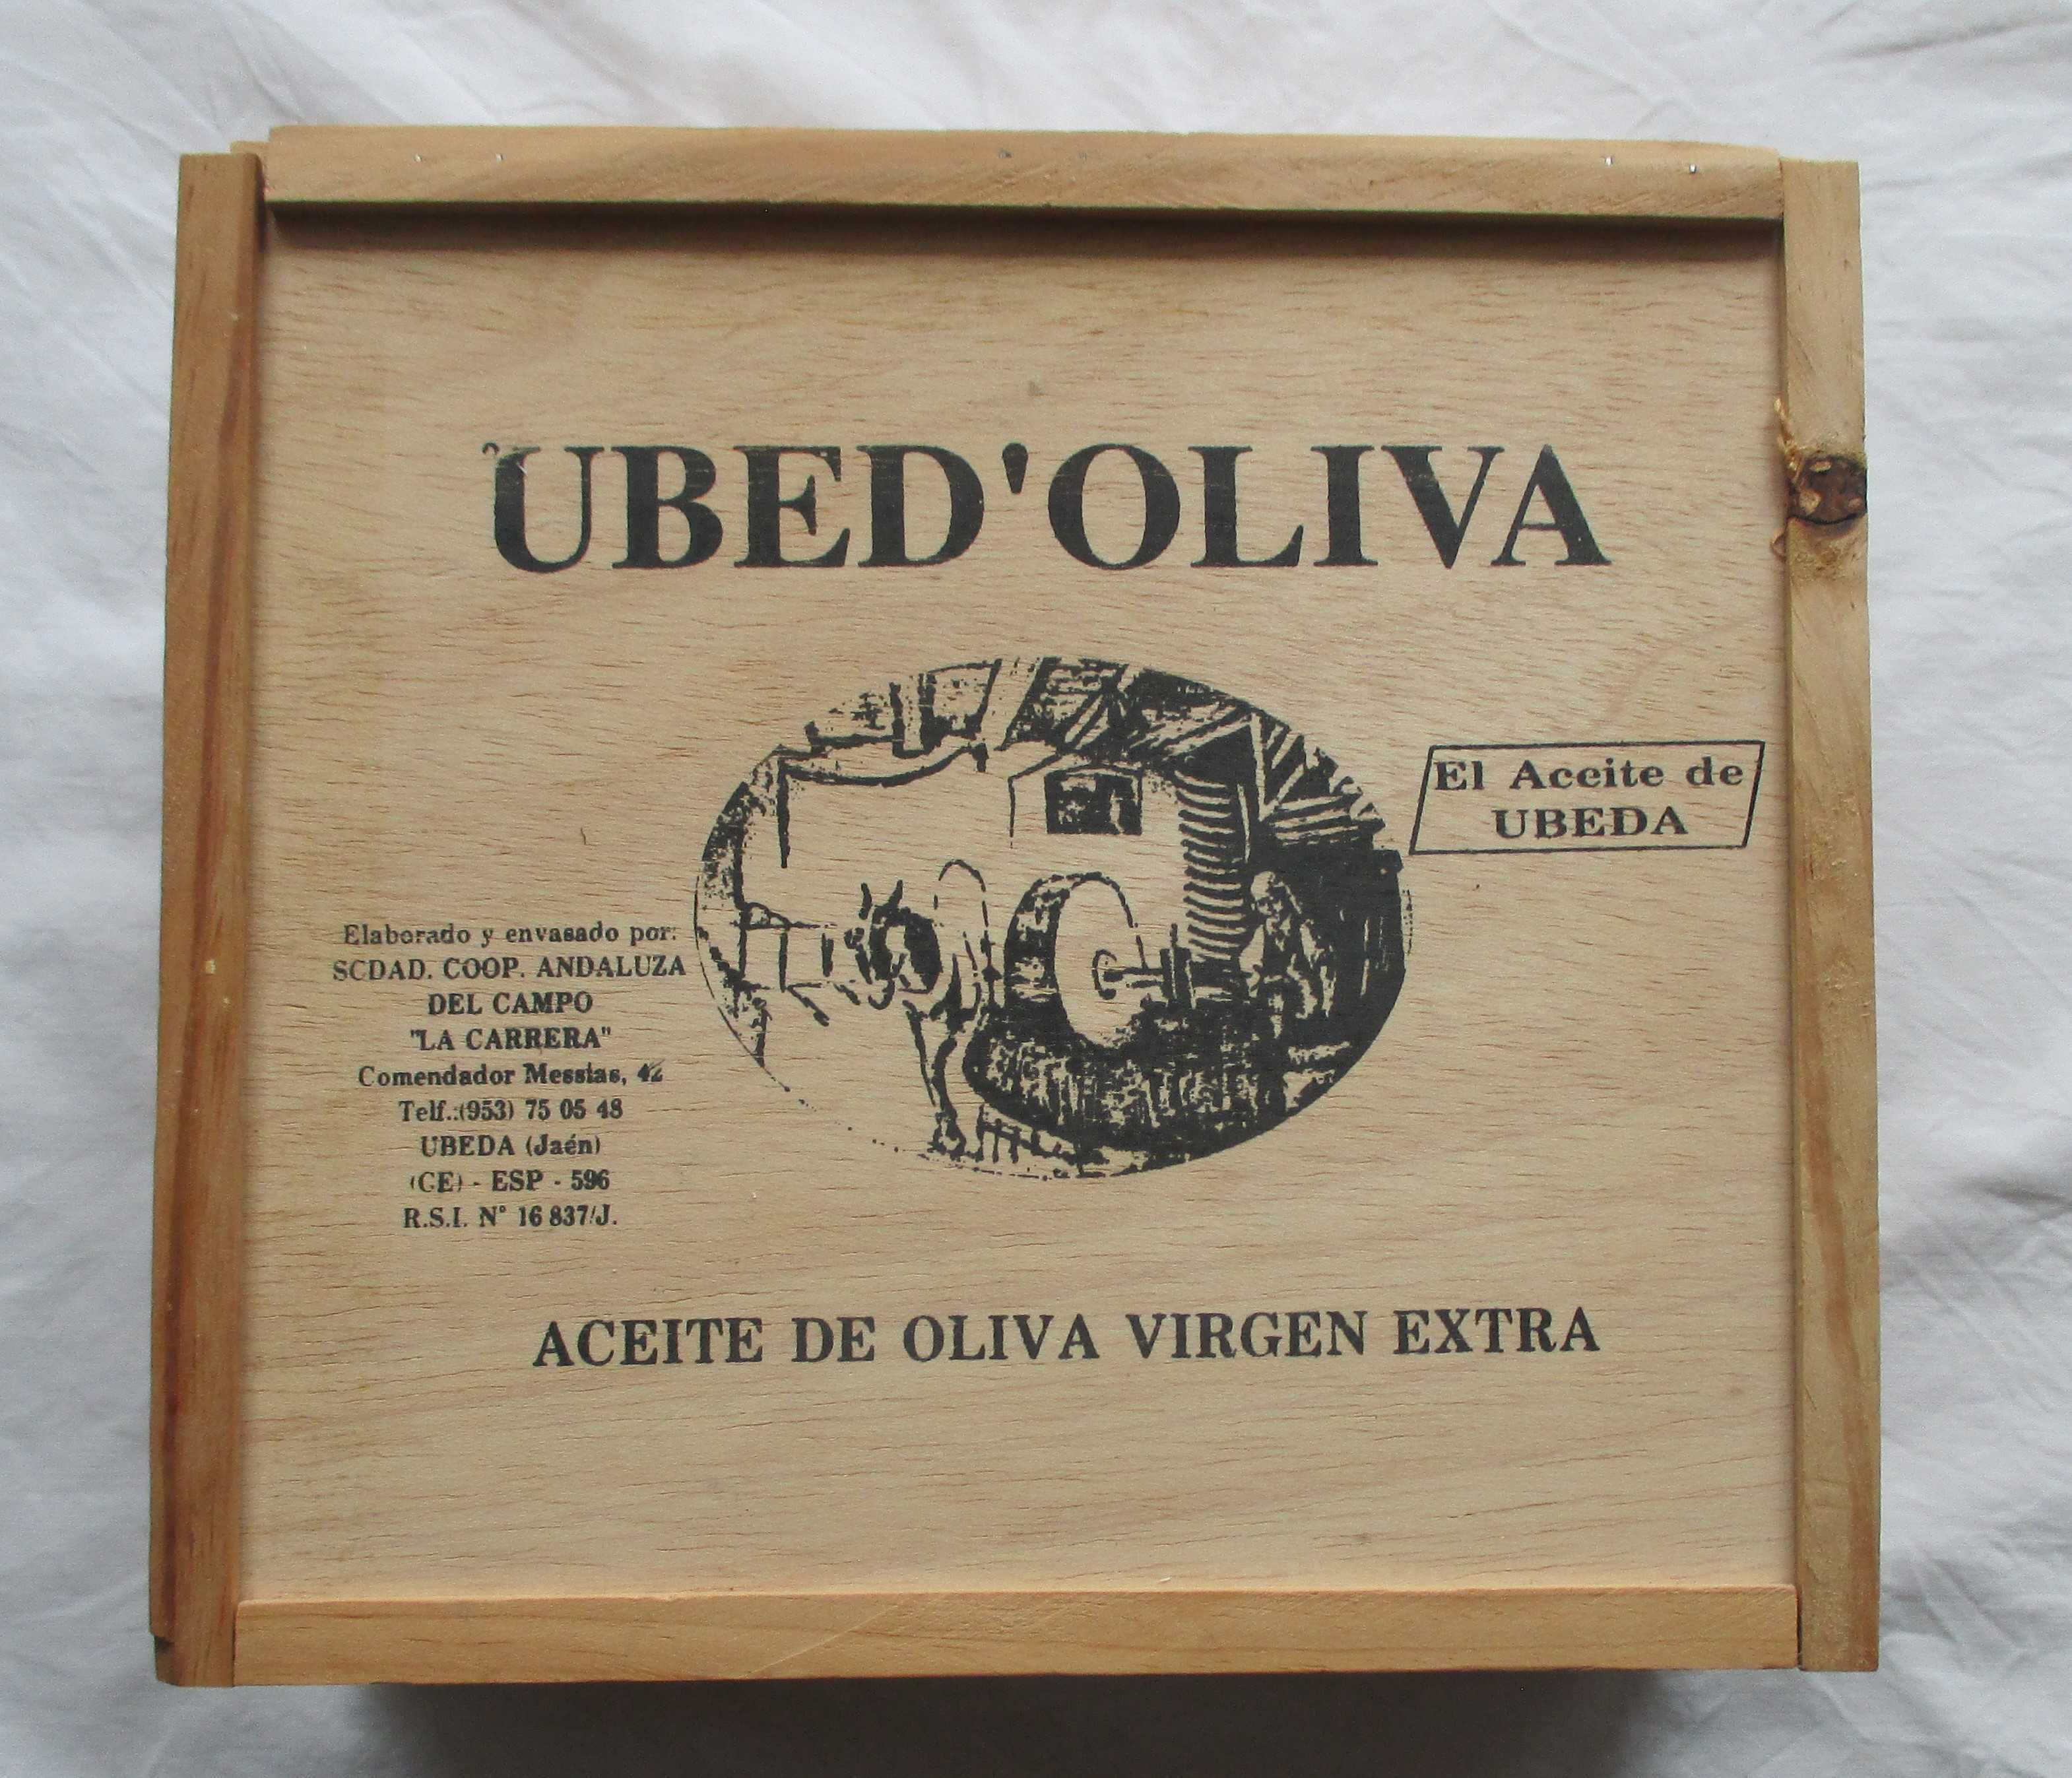 UBED'OLIVA
El Aceite de
UBEDA
Elaborado y envasado por:
SCDAD. COOP. ANDALUZA
DEL CAMPO
"LA CARRERA"
Comendador Messias, 42
Telf.:(953) 75 05 48
UBEDA (Jaén)
(CE) - ESP - 596
R.S.I. N° 16 837/J.
ACEITE DE OLIVA VIRGEN EXTRA